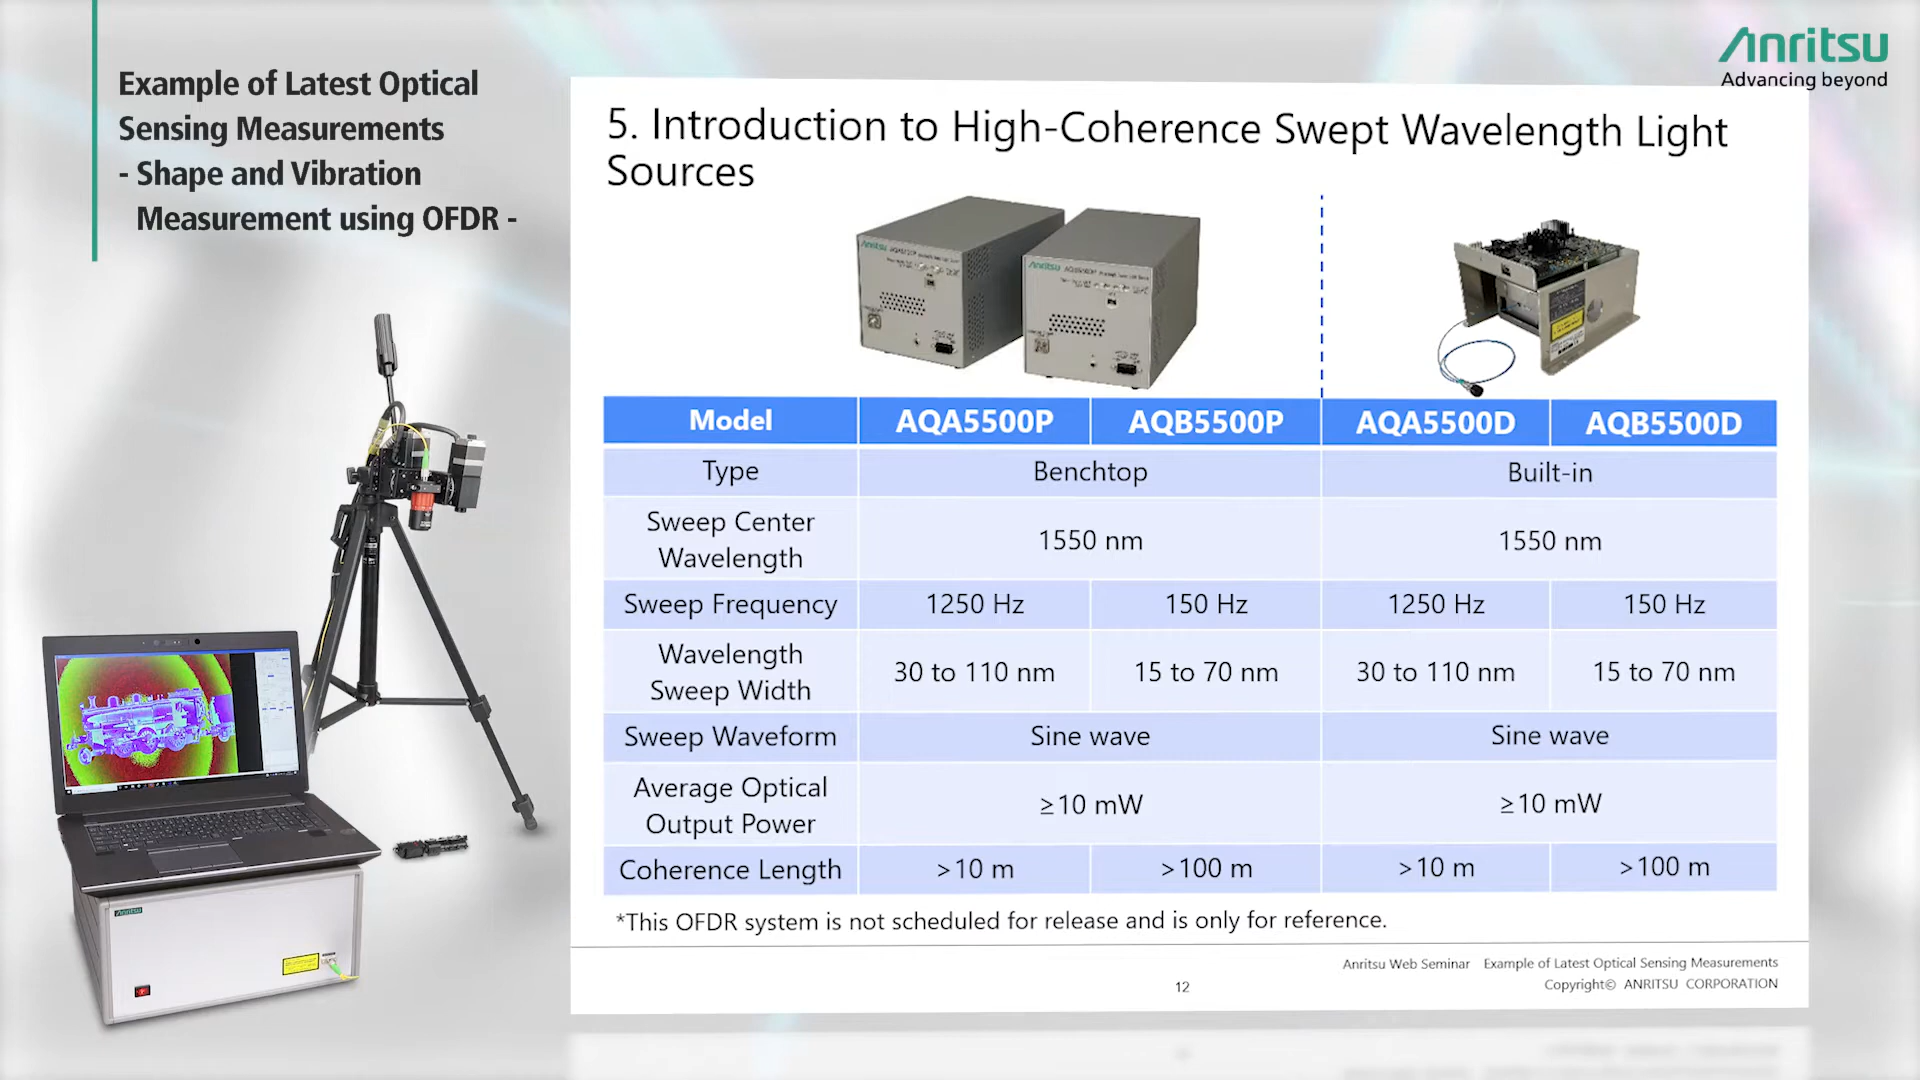 Example of Latest Optical
Sensing Measurements
- Shape and Vibration
Measurement using OFDR -
Anritsu
Advancing beyond
5. Introduction to High-Coherence Swept Wavelength Light
Sources
Anritsu AQA5500P
Anritsu AQB5500P
Model AQA5500P AQB5500P AQA5500D AQB5500D
Type Benchtop Built-in
Sweep Center
Wavelength 1550 nm 1550 nm
Sweep Frequency 1250 Hz 150 Hz 1250 Hz 150 Hz
Wavelength
Sweep Width 30 to 110 nm 15 to 70 nm 30 to 110 nm 15 to 70 nm
Sweep Waveform Sine wave Sine wave
Average Optical
Output Power ≥10 mW ≥10 mW
Coherence Length >10 m >100 m >10 m >100 m
*This OFDR system is not scheduled for release and is only for reference.
Anritsu Web Seminar Example of Latest Optical Sensing Measurements
12
Copyright© ANRITSU CORPORATION
Anritsu